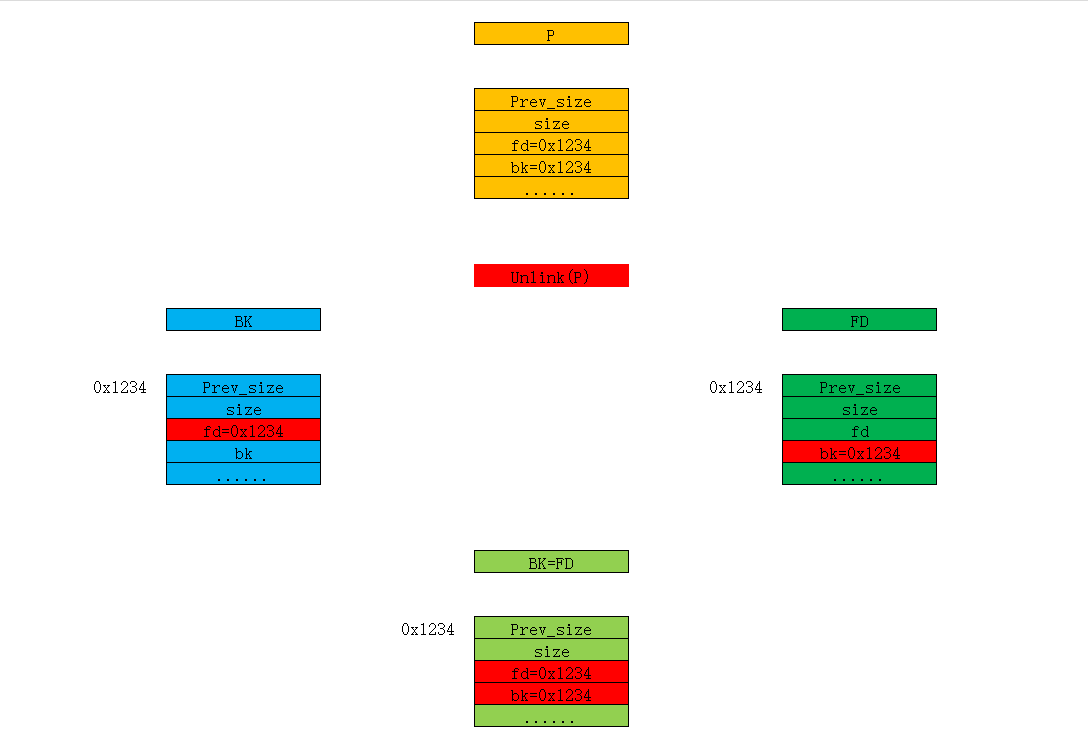 P
Prev_size
size
fd=0x1234
bk=0x1234
......
Unlink(P)
BK
FD
0x1234
Prev_size
size
fd=0x1234
bk
......
0x1234
Prev_size
size
fd
bk=0x1234
......
BK=FD
0x1234
Prev_size
size
fd=0x1234
bk=0x1234
......